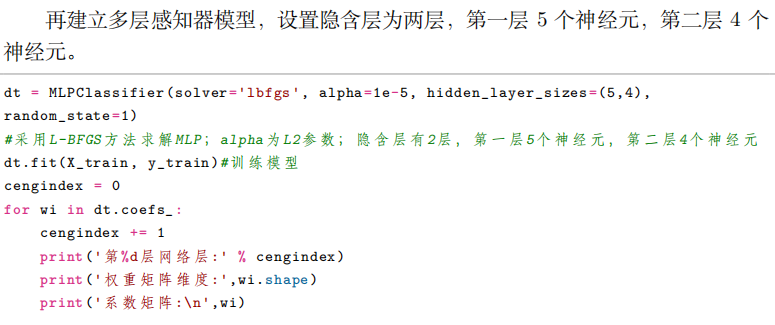 再建立多层感知器模型，设置隐含层为两层，第一层 5 个神经元，第二层 4 个
神经元。
dt = MLPClassifier(solver='lbfgs', alpha=1e-5, hidden_layer_sizes=(5,4),
random_state=1)
#采用L-BFGS方法求解MLP；alpha为L2参数；隐含层有2层，第一层5个神经元，第二层4个神经元
dt.fit(X_train, y_train)#训练模型
cengindex = 0
for wi in dt.coefs_:
    cengindex += 1
    print('第%d层网络层:' % cengindex)
    print('权重矩阵维度:',wi.shape)
    print('系数矩阵:\n',wi)